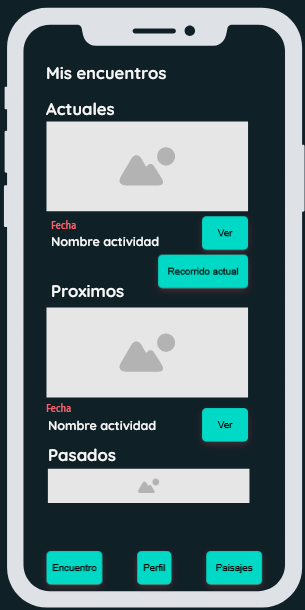 Mis encuentros
Actuales
Fecha
Nombre actividad
Ver
Recorrido actual
Proximos
Fecha
Nombre actividad
Ver
Pasados
Encuentro
Perfil
Paisajes